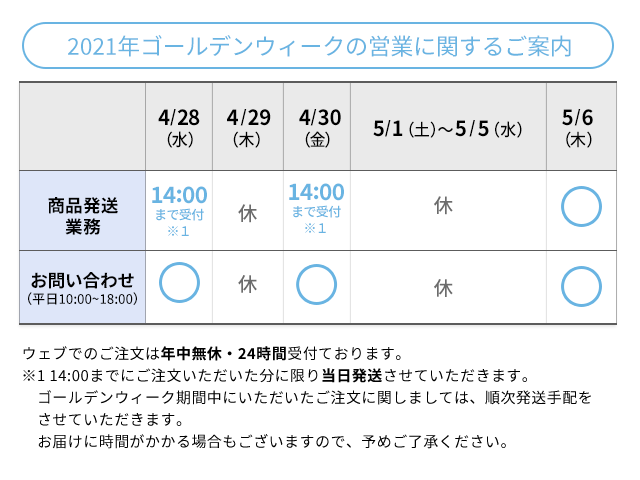 2021年ゴールデンウィークの営業に関するご案内
4/28 4/29 4/30 5/1（土）～5/5（水） 5/6
（水） （木） （金） （木）
商品発送 14:00 休 14:00 休 ○
業務 まで受付 まで受付
※1 ※1
お問い合わせ ○ 休 ○ 休 ○
（平日10:00~18:00）
ウェブでのご注文は年中無休・24時間受付ております。
※1 14:00までにご注文いただいた分に限り当日発送させていただきます。
ゴールデンウィーク期間中にいただいたご注文に関しましては、順次発送手配を
させていただきます。
お届けに時間がかかる場合もございますので、予めご了承ください。